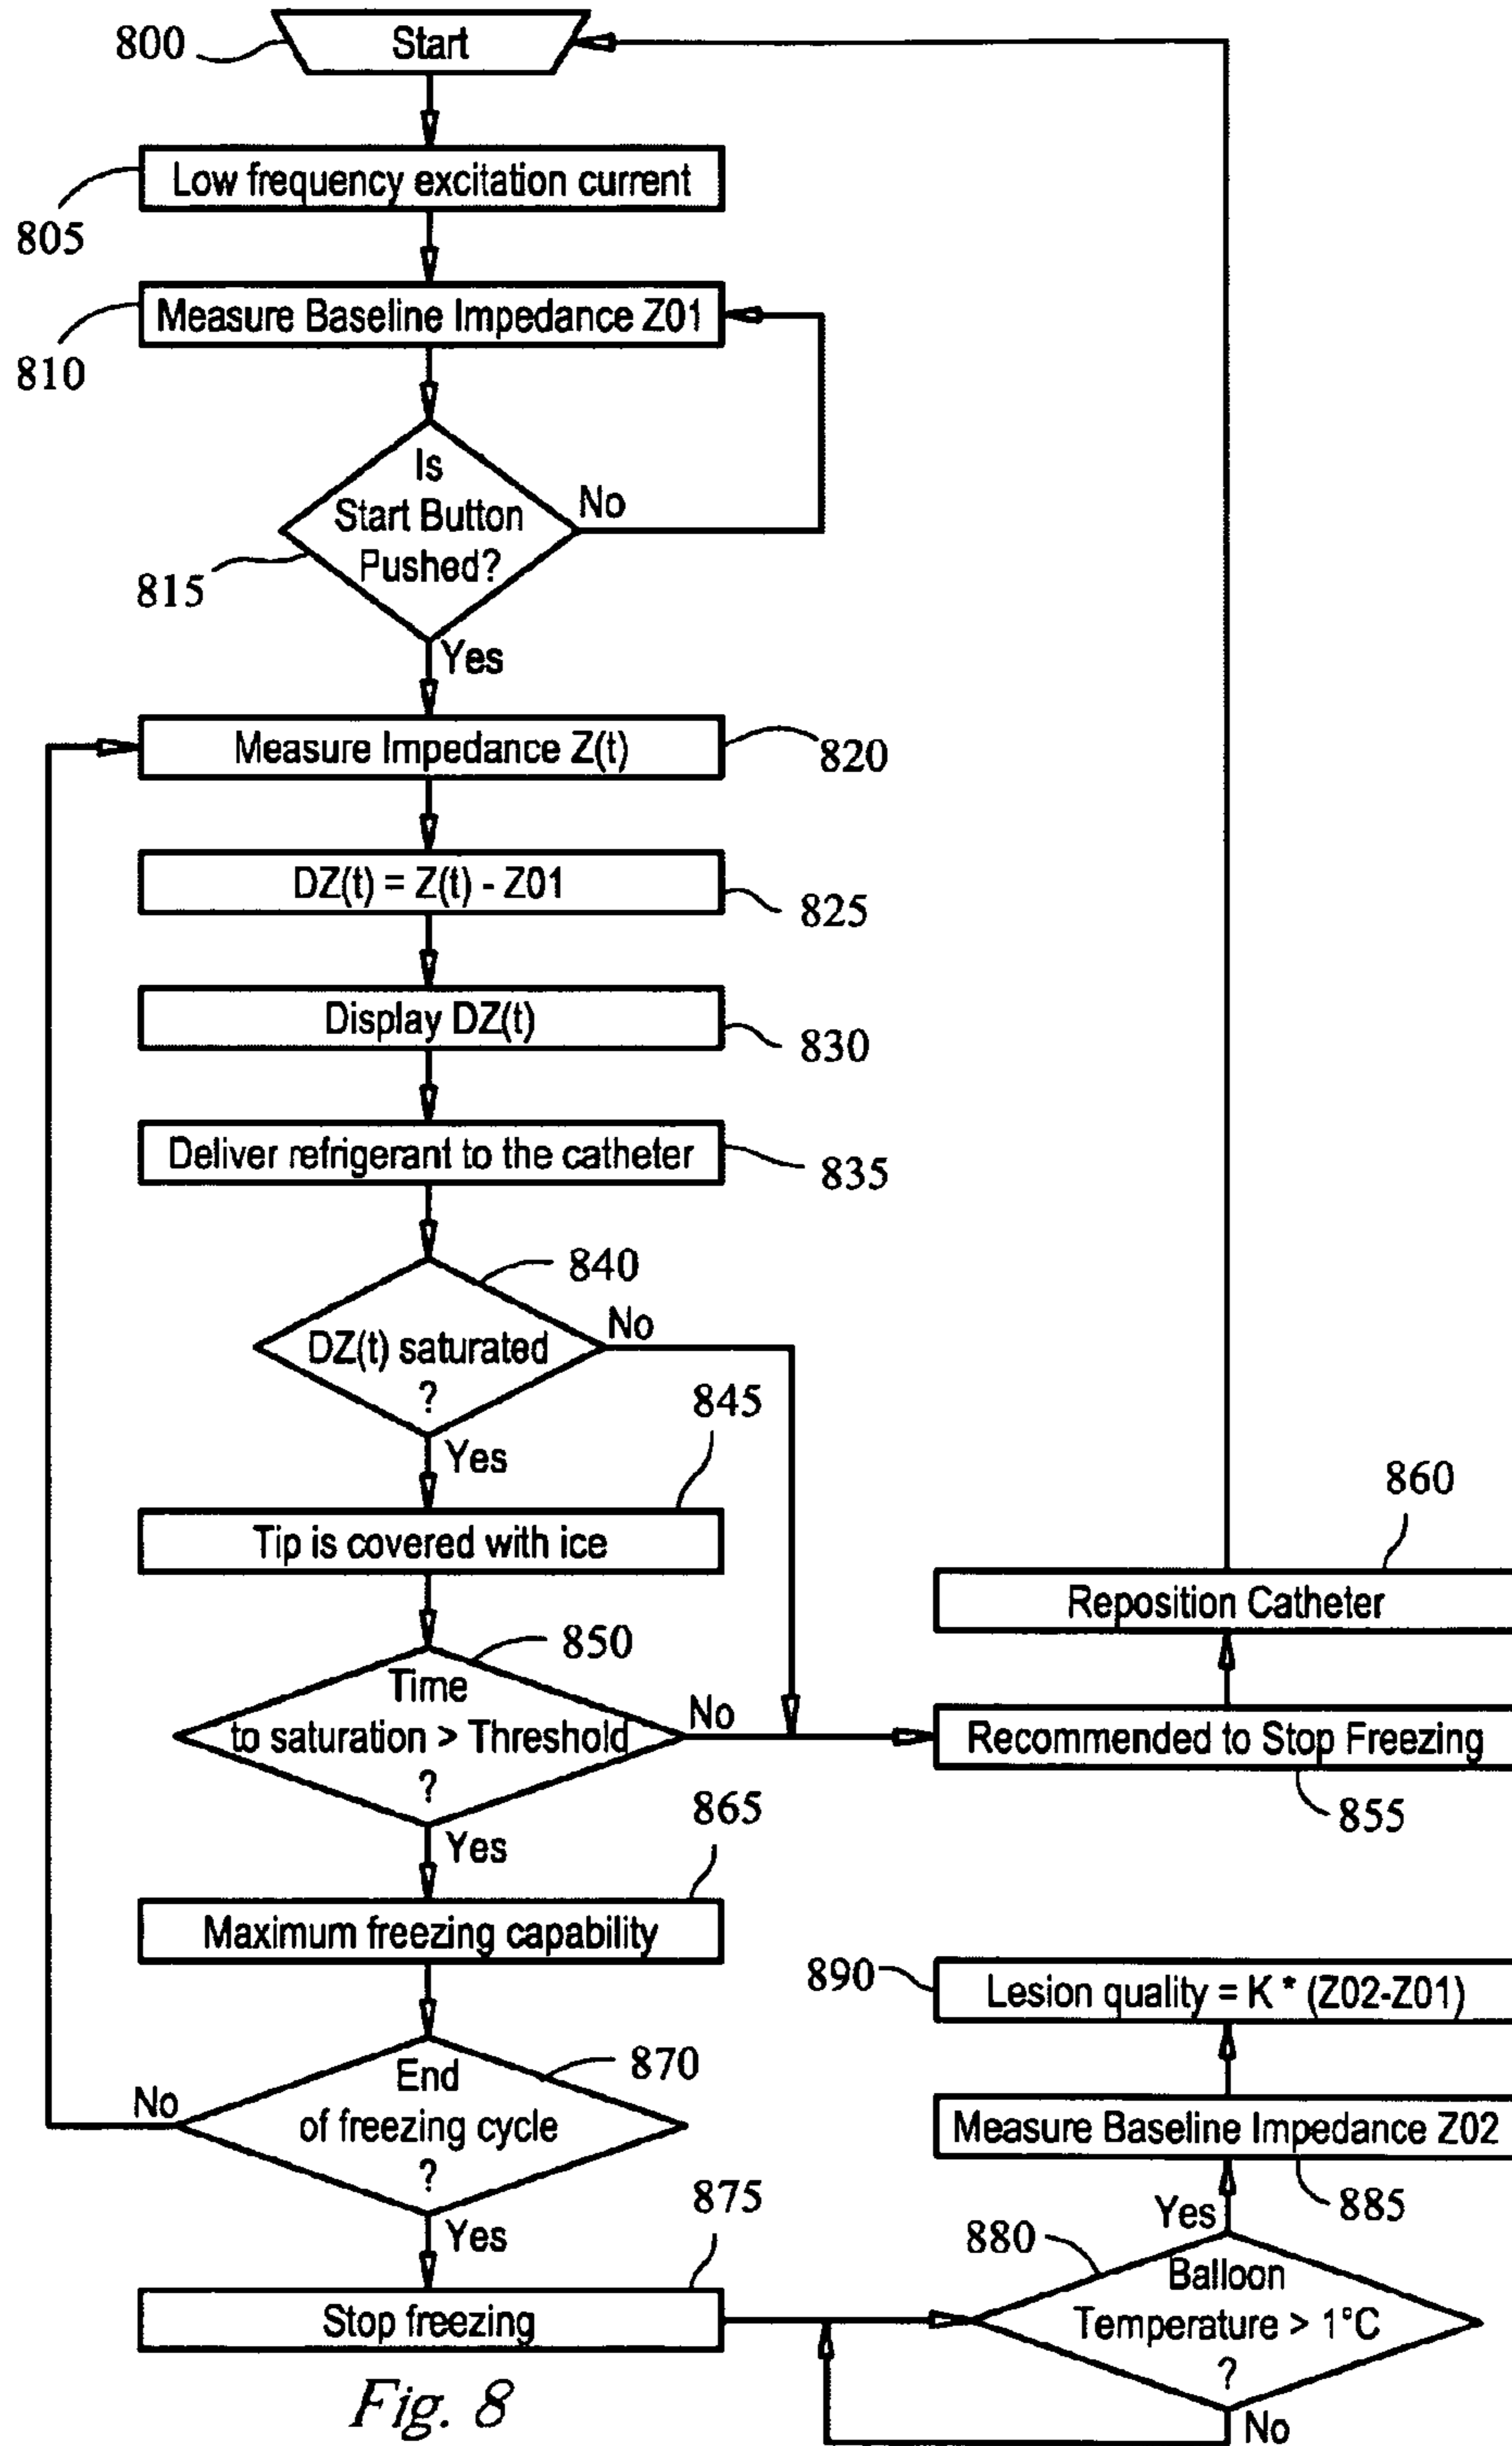 800
Start
Low frequency excitation current
805
Measure Baseline Impedance Z01
810
Is
Start Button
Pushed?
No
815
Yes
Measure Impedance Z(t)
820
DZ(t) = Z(t) - Z01
825
Display DZ(t)
830
Deliver refrigerant to the catheter
835
840
No
DZ(t) saturated
?
Yes
845
Tip is covered with ice
850
Time
to saturation > Threshold
?
No
Yes
860
Reposition Catheter
Recommended to Stop Freezing
855
865
Maximum freezing capability
870
End
of freezing cycle
?
No
Yes
875
Stop freezing
880
Balloon
Temperature > 1°C
?
No
Yes
Measure Baseline Impedance Z02
885
890
Lesion quality = K * (Z02-Z01)
Fig. 8